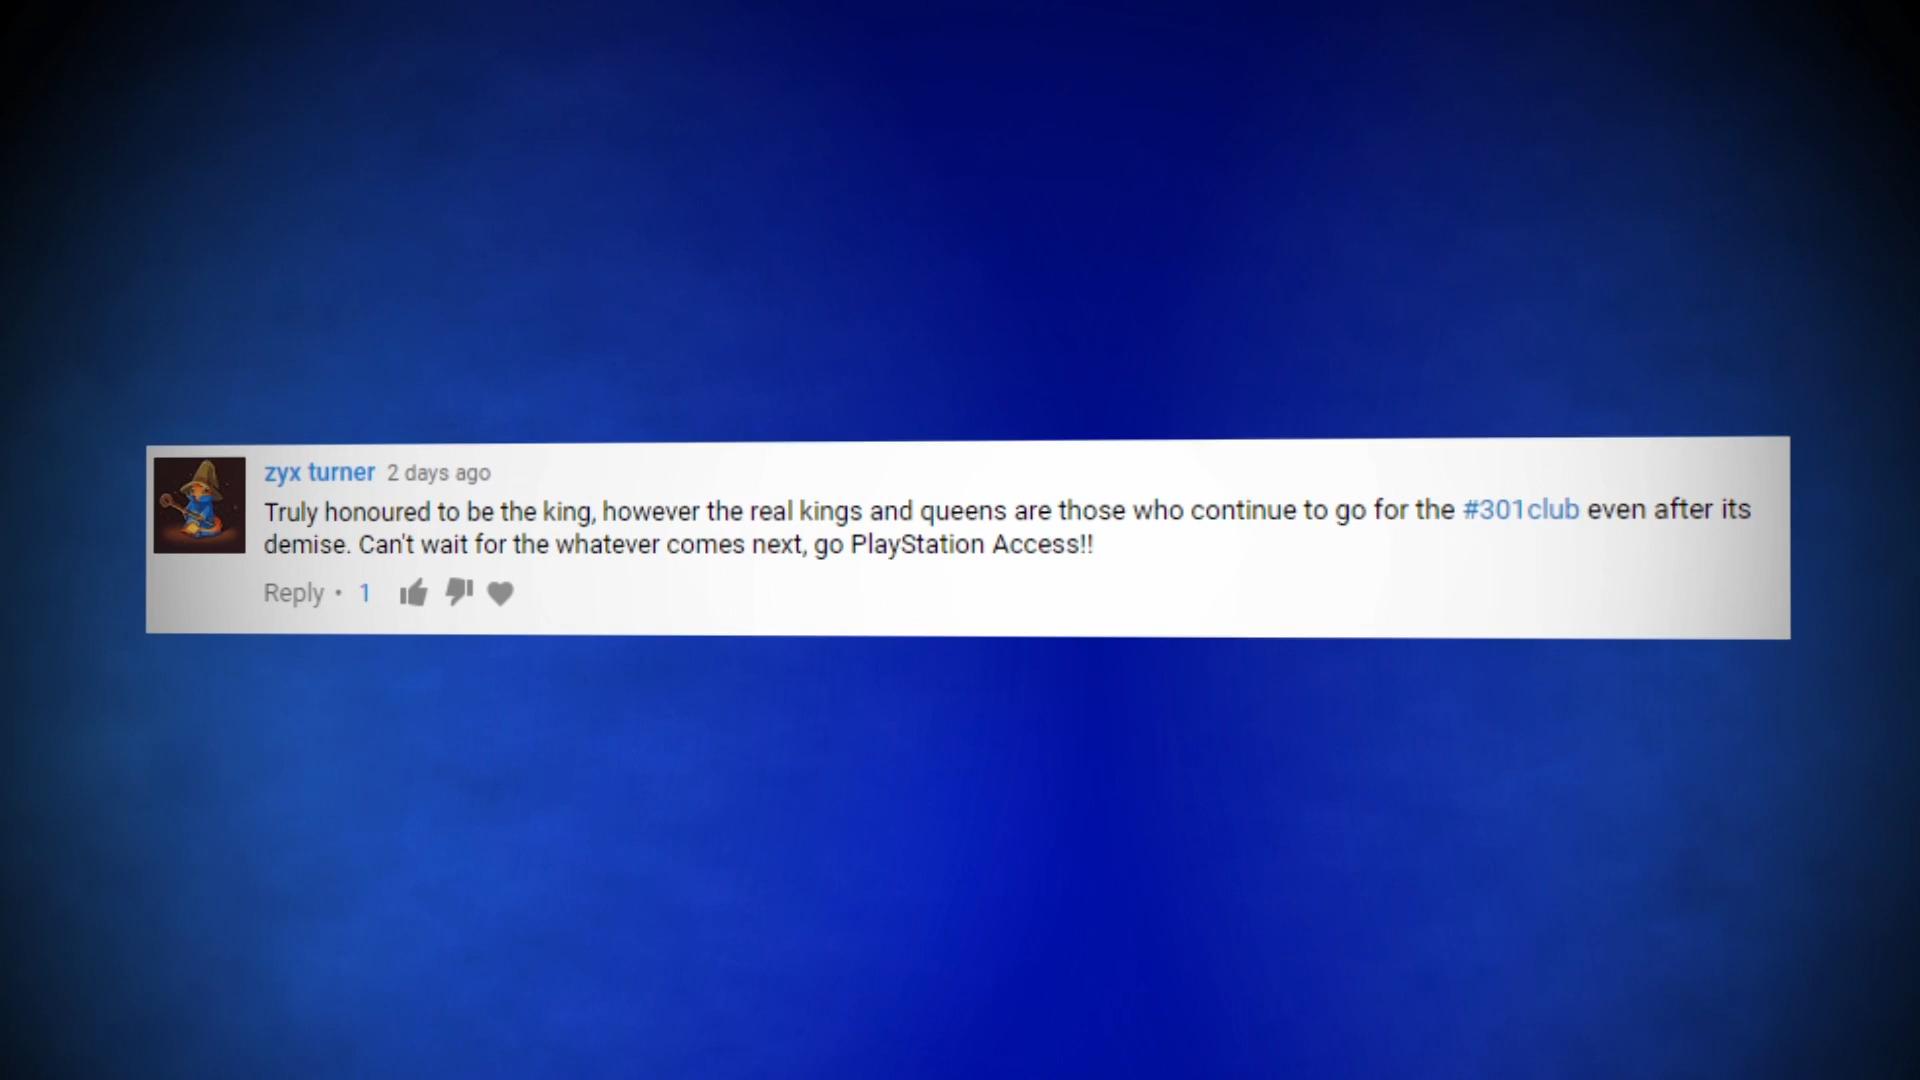 zyx turner 2 days ago
Truly honoured to be the king, however the real kings and queens are those who continue to go for the #301club even after its
demise. Can't wait for the whatever comes next, go PlayStation Access!!
Reply • 1